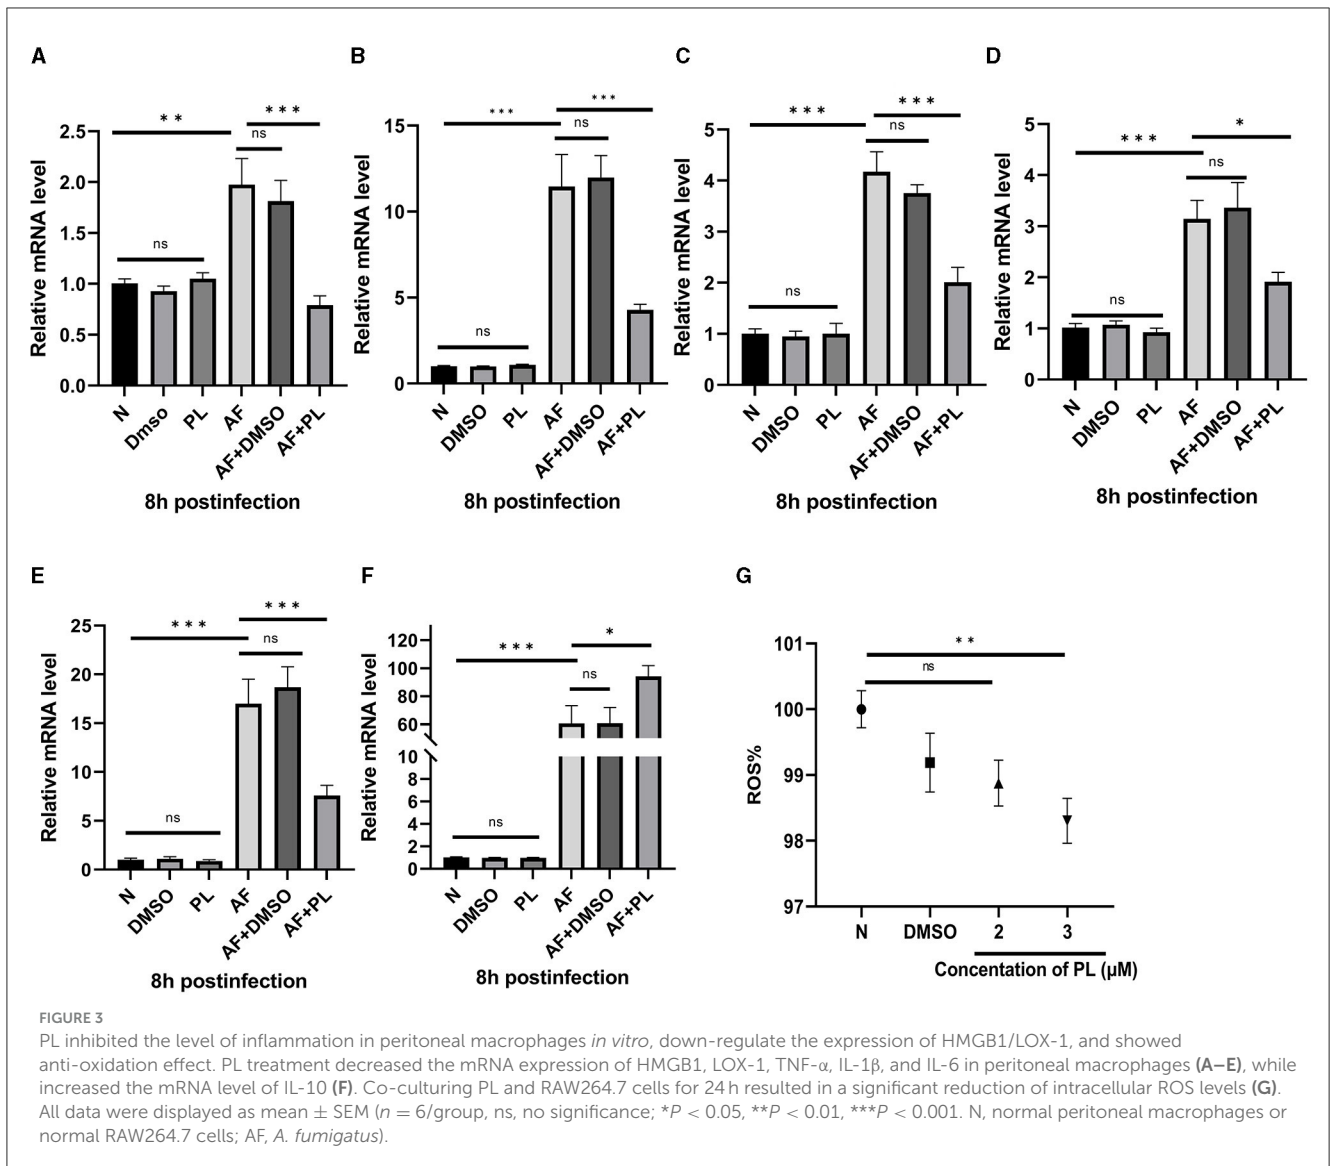 A
B
C
D
Relative mRNA level
2.5
2.0
1.5
1.0
0.5
0.0
**
***
ns
ns
N
Dmso
PL
AF
AF+DMSO
AF+PL
8h postinfection
Relative mRNA level
15
10
5
0
***
***
ns
ns
N
DMSO
PL
AF
AF+DMSO
AF+PL
8h postinfection
Relative mRNA level
5
4
3
2
1
0
***
***
ns
ns
N
DMSO
PL
AF
AF+DMSO
AF+PL
8h postinfection
Relative mRNA level
5
4
3
2
1
0
***
*
ns
ns
N
DMSO
PL
AF
AF+DMSO
AF+PL
8h postinfection
E
F
G
Relative mRNA level
25
20
15
10
5
0
***
***
ns
ns
N
DMSO
PL
AF
AF+DMSO
AF+PL
8h postinfection
Relative mRNA level
120
100
80
60
10
8
6
4
2
0
***
*
ns
ns
N
DMSO
PL
AF
AF+DMSO
AF+PL
8h postinfection
ROS%
101
100
99
98
97
**
ns
N
DMSO
2
3
Concentation of PL (μM)
FIGURE 3
PL inhibited the level of inflammation in peritoneal macrophages in vitro, down-regulate the expression of HMGB1/LOX-1, and showed
anti-oxidation effect. PL treatment decreased the mRNA expression of HMGB1, LOX-1, TNF-α, IL-1β, and IL-6 in peritoneal macrophages (A–E), while
increased the mRNA level of IL-10 (F). Co-culturing PL and RAW264.7 cells for 24 h resulted in a significant reduction of intracellular ROS levels (G).
All data were displayed as mean ± SEM (n = 6/group, ns, no significance; *P < 0.05, **P < 0.01, ***P < 0.001. N, normal peritoneal macrophages or
normal RAW264.7 cells; AF, A. fumigatus).